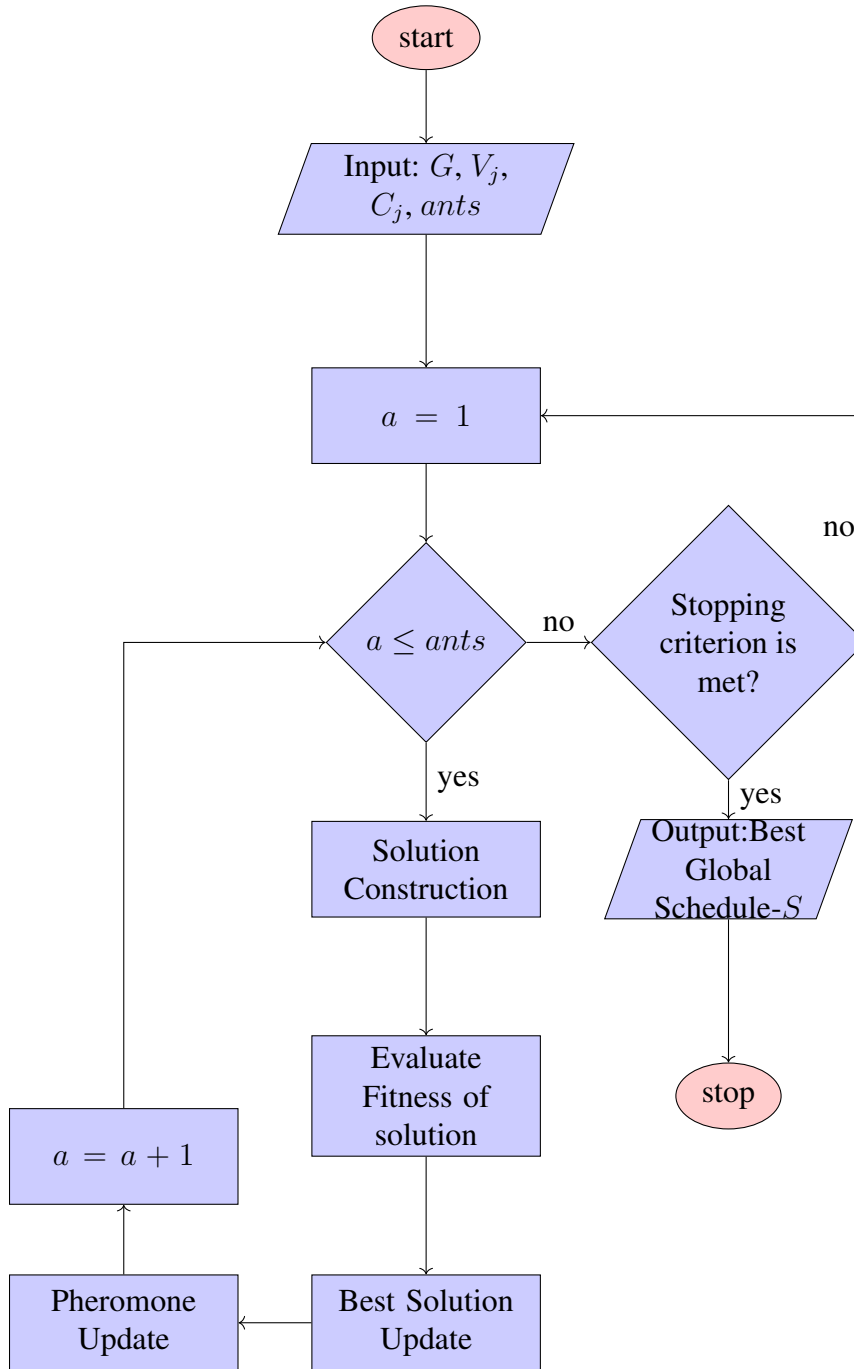 start
Input: G, V_j,
C_j, ants
a = 1
no
a ≤ ants
no
Stopping
criterion is
met?
yes
yes
Solution
Construction
Output:Best
Global
Schedule-S
Evaluate
Fitness of
solution
stop
a = a + 1
Pheromone
Update
Best Solution
Update